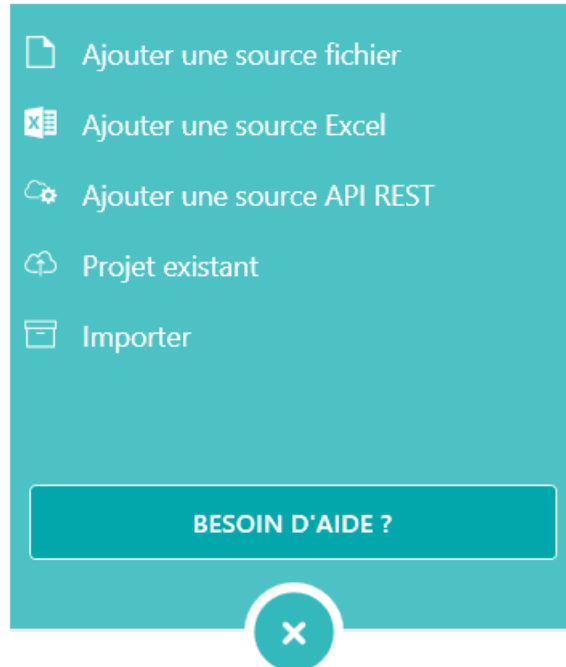 Ajouter une source fichier
Ajouter une source Excel
Ajouter une source API REST
Projet existant
Importer
BESOIN D'AIDE ?